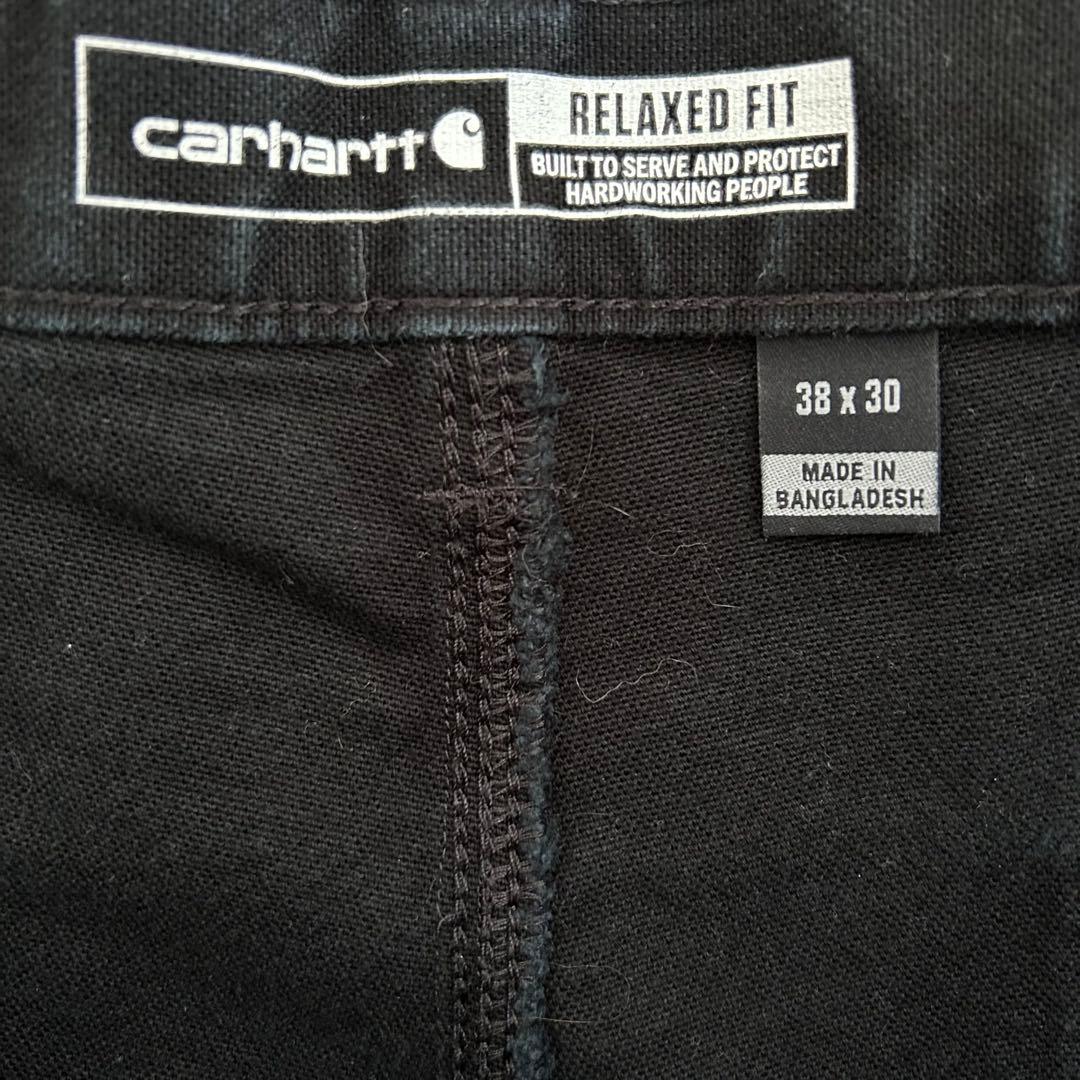 carhartt
RELAXED FIT
BUILT TO SERVE AND PROTECT
HARDWORKING PEOPLE
38 X 30
MADE IN
BANGLADESH